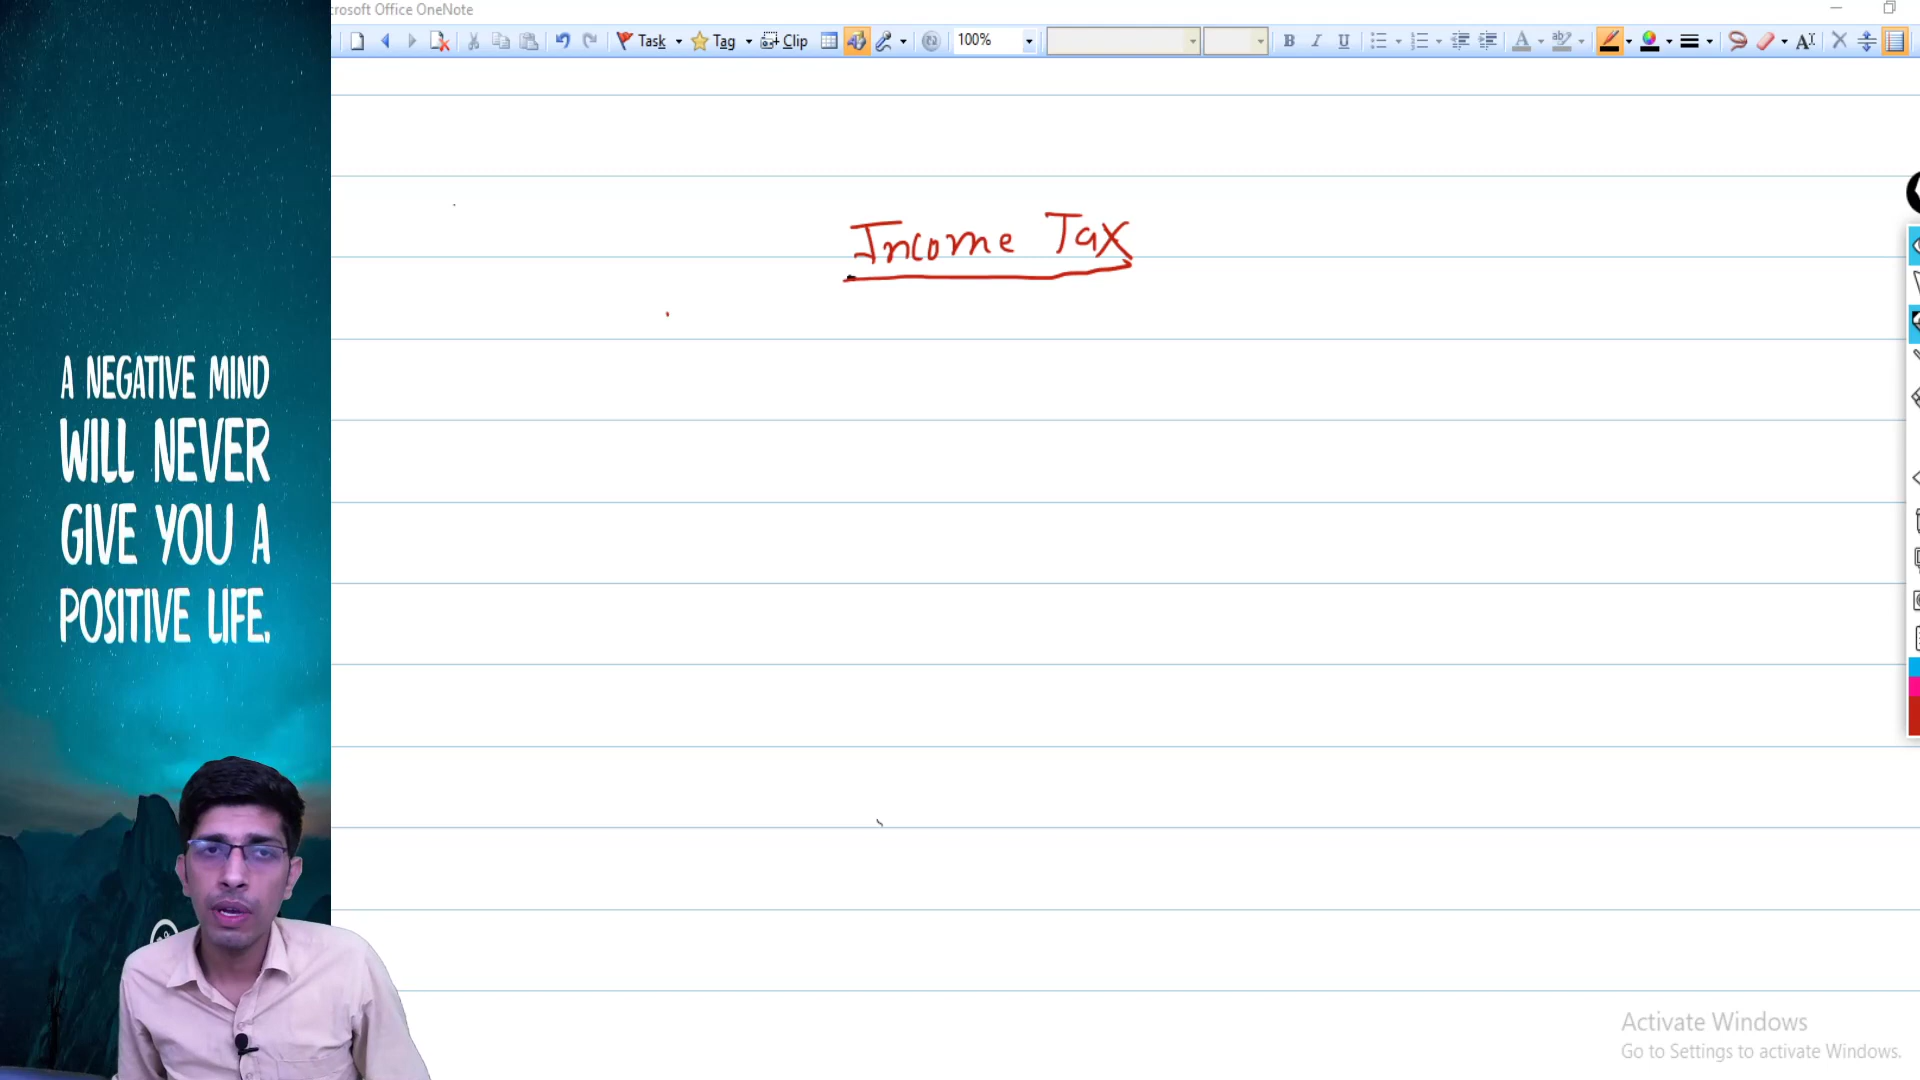 crosoft Office OneNote
Task Tag Clip 100% B I U
Income Tax
A NEGATIVE MIND
WILL NEVER
GIVE YOU A
POSITIVE LIFE.
Activate Windows
Go to Settings to activate Windows.